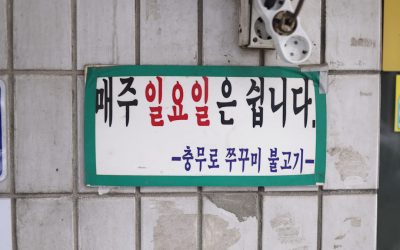 매주 일요일은 쉽니다.
-충무로 쭈꾸미 불고기-